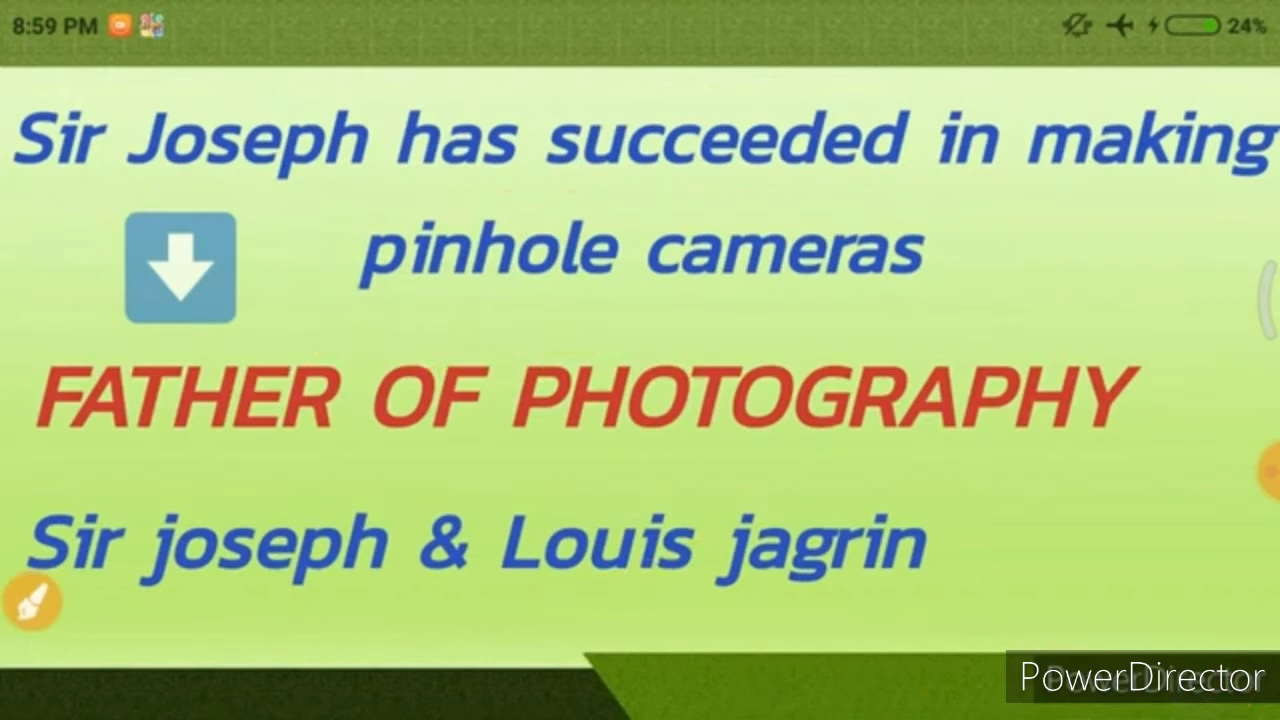 8:59 PM 24%
Sir Joseph has succeeded in making
pinhole cameras
FATHER OF PHOTOGRAPHY
Sir joseph & Louis jagrin
PowerDirector